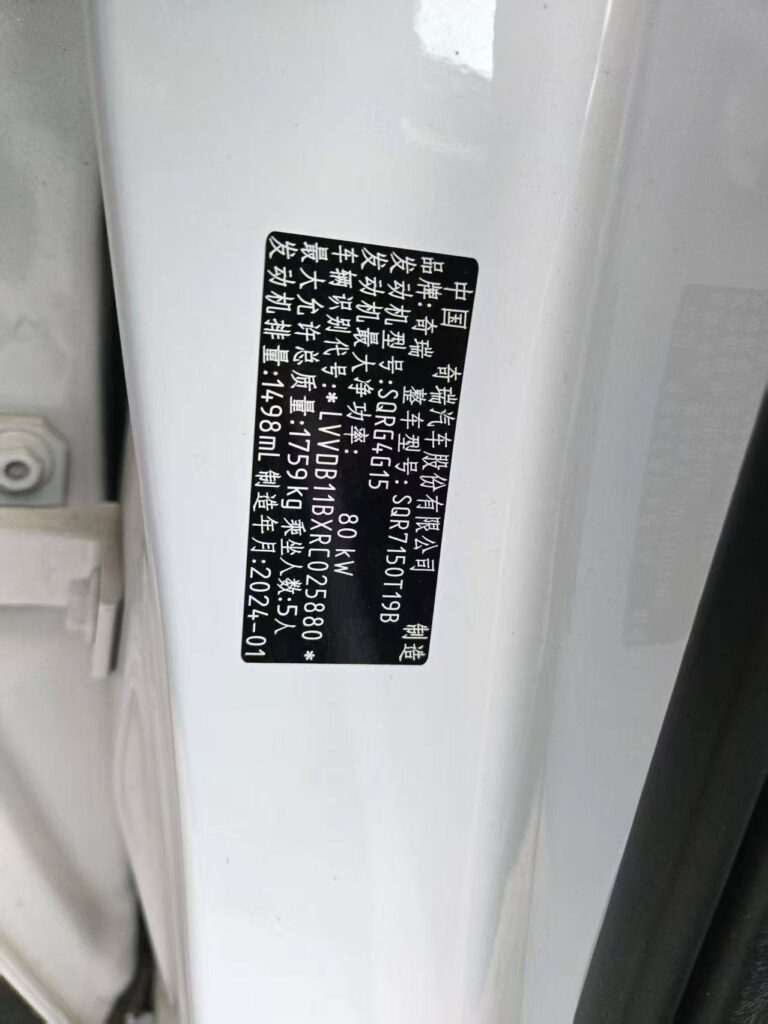 中国 奇瑞汽车股份有限公司 制造
品牌:奇瑞 整车型号:SQR7150T19B
发动机型号:SQRG4G15
发动机最大净功率: 80 kW
车辆识别代号:*LVVDB11BXRC025880*
最大允许总质量:1759 kg 乘坐人数:5人
发动机排量:1498mL 制造年月:2024-01